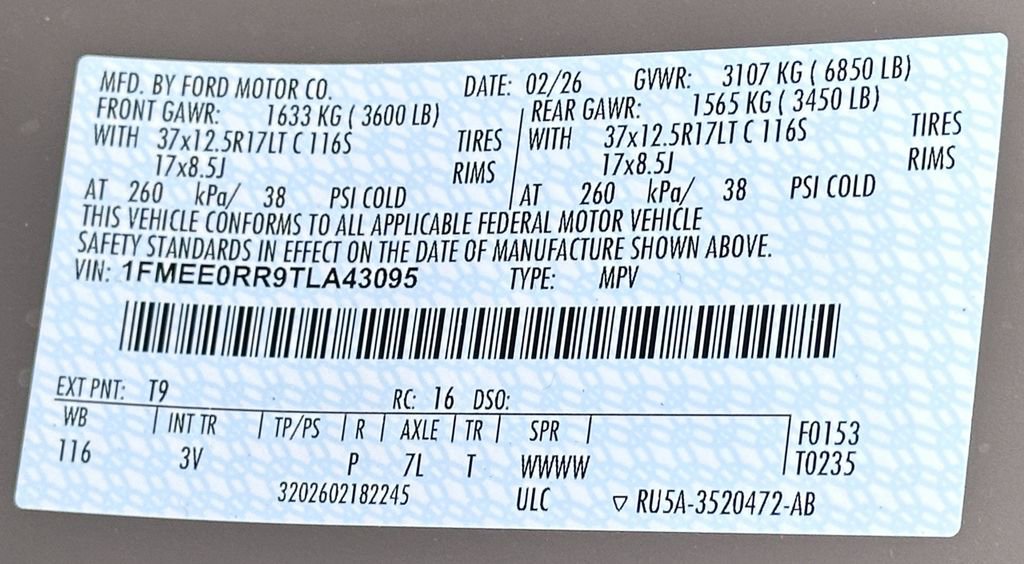 MFD. BY FORD MOTOR CO. DATE: 02/26 GVWR: 3107 KG ( 6850 LB)
FRONT GAWR: 1633 KG ( 3600 LB) REAR GAWR: 1565 KG ( 3450 LB)
WITH 37x12.5R17LT C 116S TIRES WITH 37x12.5R17LT C 116S TIRES
17x8.5J RIMS 17x8.5J RIMS
AT 260 kPa/ 38 PSI COLD AT 260 kPa/ 38 PSI COLD
THIS VEHICLE CONFORMS TO ALL APPLICABLE FEDERAL MOTOR VEHICLE
SAFETY STANDARDS IN EFFECT ON THE DATE OF MANUFACTURE SHOWN ABOVE.
VIN: 1FMEE0RR9TLA43095 TYPE: MPV
EXT PNT: T9 RC: 16 DSO:
WB INT TR TP/PS R AXLE TR SPR F0153
116 3V P 7L T WWWW T0235
3202602182245 ULC ▽ RU5A-3520472-AB